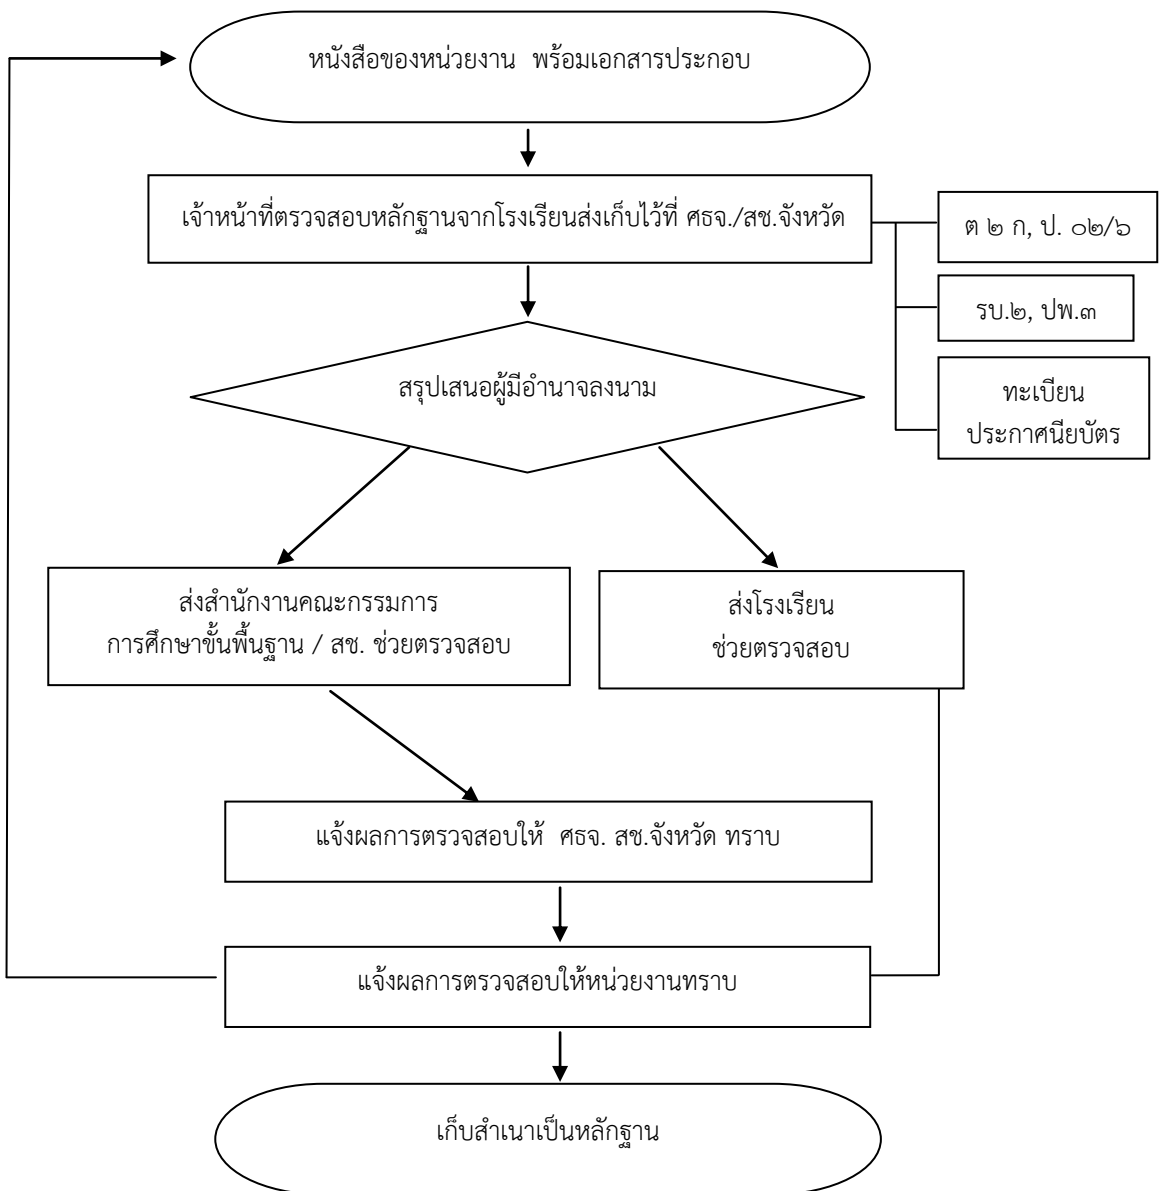 หนังสือของหน่วยงาน พร้อมเอกสารประกอบ
เจ้าหน้าที่ตรวจสอบหลักฐานจากโรงเรียนส่งเก็บไว้ที่ ศธจ./สช.จังหวัด
ต ๒ ก, ป. ๐๒/๖
รบ.๒, ปพ.๓
ทะเบียน
ประกาศนียบัตร
สรุปเสนอผู้มีอำนาจลงนาม
ส่งสำนักงานคณะกรรมการ
การศึกษาขั้นพื้นฐาน / สช. ช่วยตรวจสอบ
ส่งโรงเรียน
ช่วยตรวจสอบ
แจ้งผลการตรวจสอบให้ ศธจ. สช.จังหวัด ทราบ
แจ้งผลการตรวจสอบให้หน่วยงานทราบ
เก็บสำเนาเป็นหลักฐาน